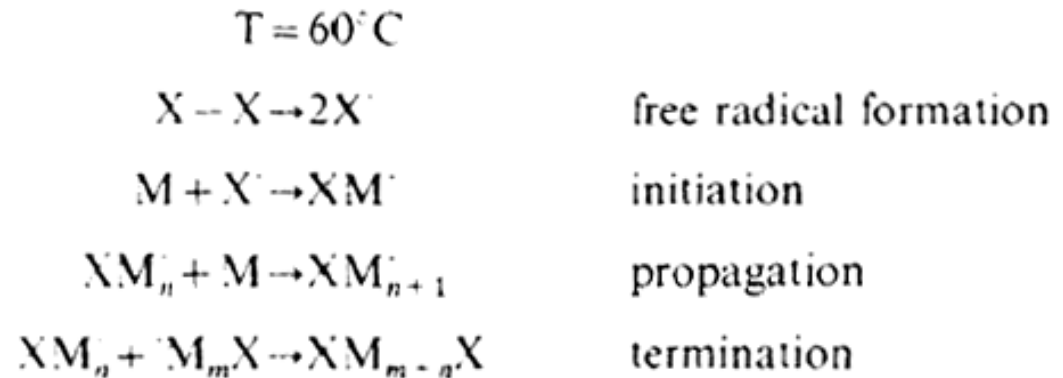 T = 60°C
X – X → 2X· free radical formation
M + X· → XM· initiation
XM·ₙ + M → XM·ₙ₊₁ propagation
XM·ₙ + ·MₘX → XMₘ₋ₙX termination